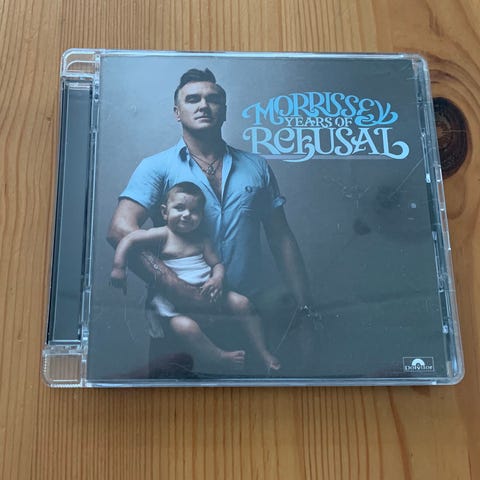 MORRISSEY
YEARS OF
REFUSAL
Polydor